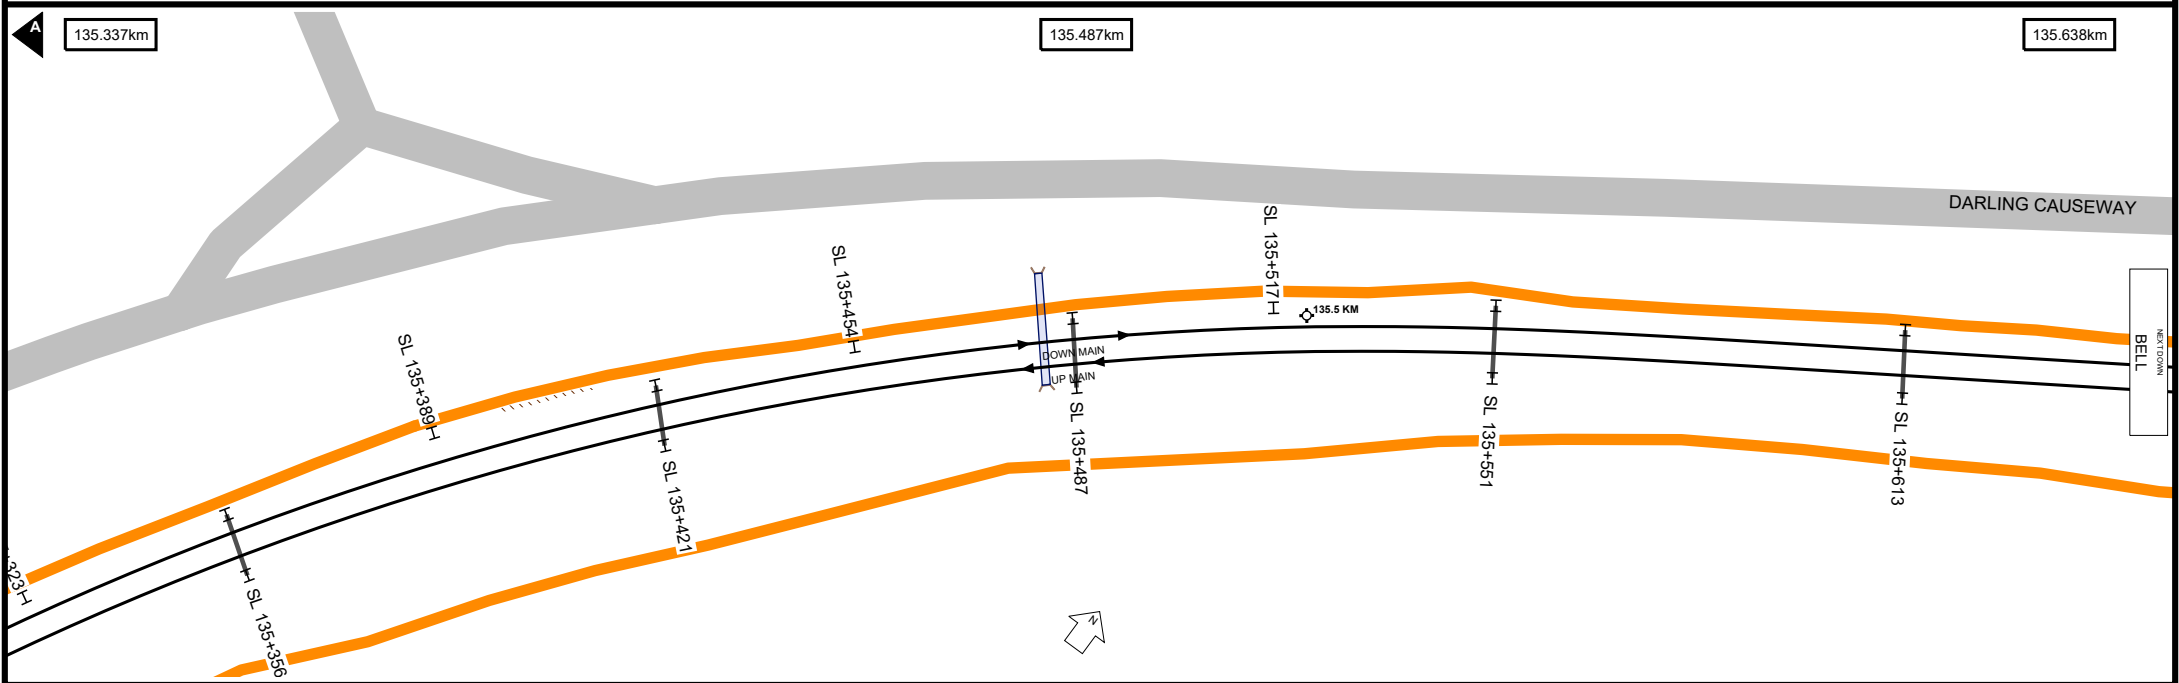 A
135.337km
135.487km
135.638km
DARLING CAUSEWAY
SL 135+517
SL 135+454
135.5 KM
SL 135+389
DOWN MAIN
UP MAIN
NEXT DOWN
BELL
SL 135+487
SL 135+551
SL 135+613
SL 135+421
SL 135+356
N